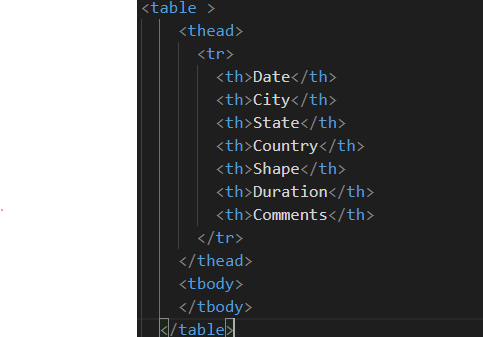 <table >
<thead>
<tr>
<th>Date</th>
<th>City</th>
<th>State</th>
<th>Country</th>
<th>Shape</th>
<th>Duration</th>
<th>Comments</th>
</tr>
</thead>
<tbody>
</tbody>
</table>